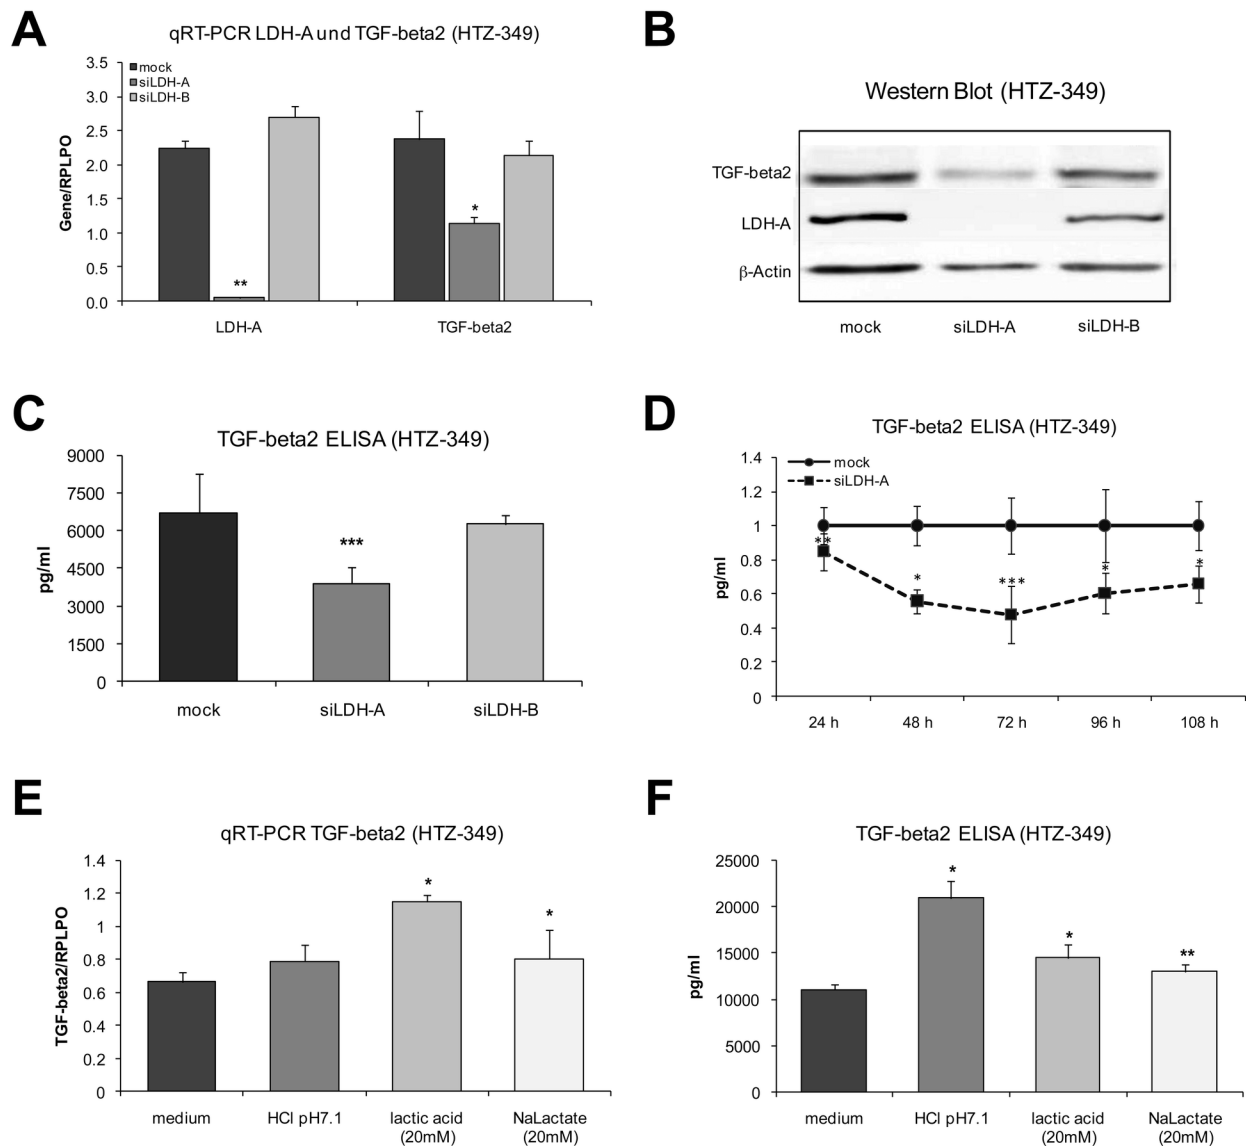 A
qRT-PCR LDH-A und TGF-beta2 (HTZ-349)
mock
siLDH-A
siLDH-B
Gene/RPLPO
3.5
3.0
2.5
2.0
1.5
1.0
0.5
0.0
**
*
LDH-A
TGF-beta2
B
Western Blot (HTZ-349)
TGF-beta2
LDH-A
β-Actin
mock
siLDH-A
siLDH-B
C
TGF-beta2 ELISA (HTZ-349)
pg/ml
9000
7500
6000
4500
3000
1500
0
***
mock
siLDH-A
siLDH-B
D
TGF-beta2 ELISA (HTZ-349)
mock
siLDH-A
pg/ml
1.4
1.2
1
0.8
0.6
0.4
0.2
0
**
*
***
*
*
24 h
48 h
72 h
96 h
108 h
E
qRT-PCR TGF-beta2 (HTZ-349)
TGF-beta2/RPLPO
1.4
1.2
1
0.8
0.6
0.4
0.2
0
*
*
medium
HCl pH7.1
lactic acid
(20mM)
NaLactate
(20mM)
F
TGF-beta2 ELISA (HTZ-349)
pg/ml
25000
20000
15000
10000
5000
0
*
*
**
medium
HCl pH7.1
lactic acid
(20mM)
NaLactate
(20mM)